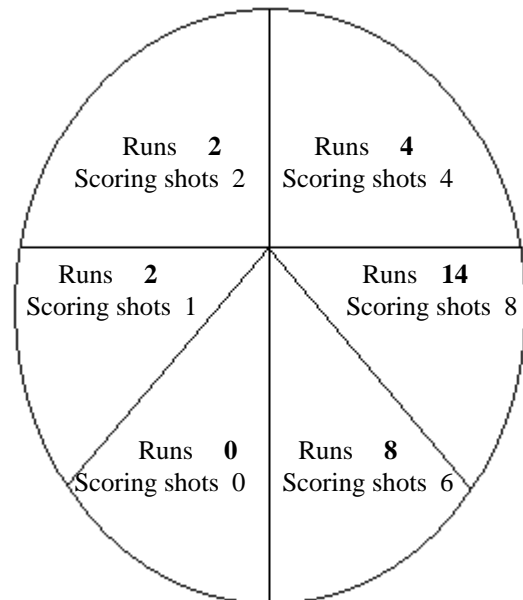 Runs 2
Scoring shots 2
Runs 4
Scoring shots 4
Runs 2
Scoring shots 1
Runs 14
Scoring shots 8
Runs 0
Scoring shots 0
Runs 8
Scoring shots 6